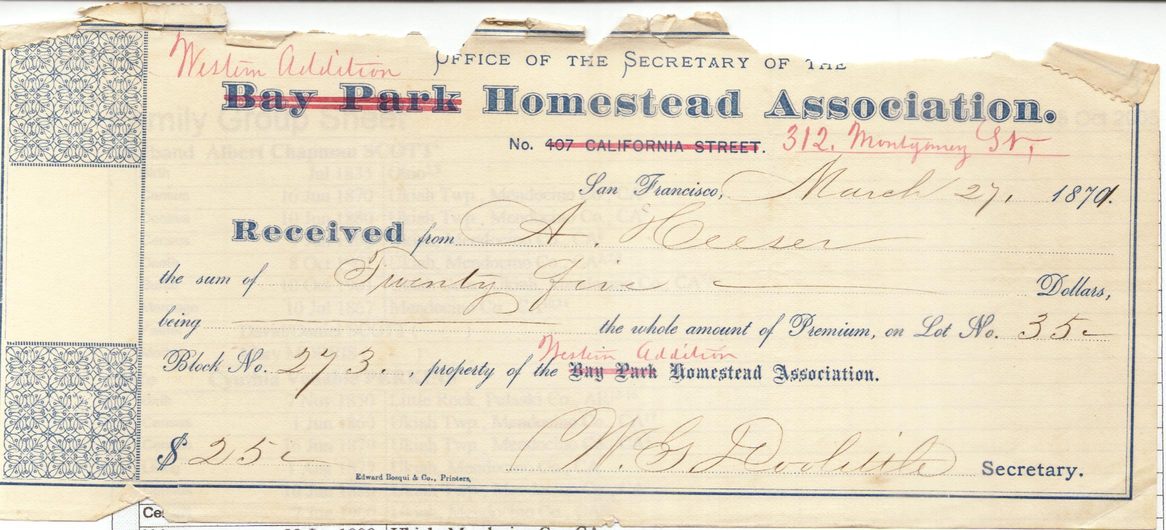 Western Addition
OFFICE OF THE SECRETARY OF THE
Bay Park Homestead Association.
No. 407 CALIFORNIA STREET. 312. Montgomery St,
San Francisco, March 27, 1879.
Received from A. Heeser
the sum of Twenty five Dollars,
being the whole amount of Premium, on Lot No. 35
Western Addition
Block No. 273., property of the Bay Park Homestead Association.
$25 W. G. Doolittle Secretary.
Edward Bosqui & Co., Printers,